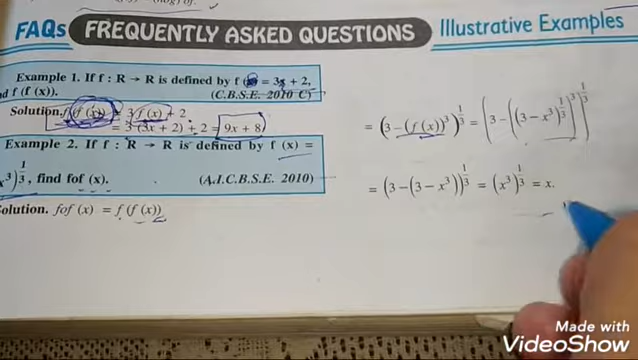 FAQs FREQUENTLY ASKED QUESTIONS Illustrative Examples
Example 1. If f : R → R is defined by f (x) = 3x + 2,
nd f (f (x)). (C.B.S.E. 2010 C)
Solution. f (f (x)) = 3 f (x) + 2
= 3 (3x + 2) + 2 = 9x + 8
Example 2. If f : R → R is defined by f (x) =
x³)^{1/3}, find fof (x). (A.I.C.B.S.E. 2010)
olution. fof (x) = f (f (x))
= (3 – (f (x))³)^{1/3} = (3 – ((3 – x³)^{1/3})³)^{1/3}
= (3 – (3 – x³))^{1/3} = (x³)^{1/3} = x.
Made with
VideoShow